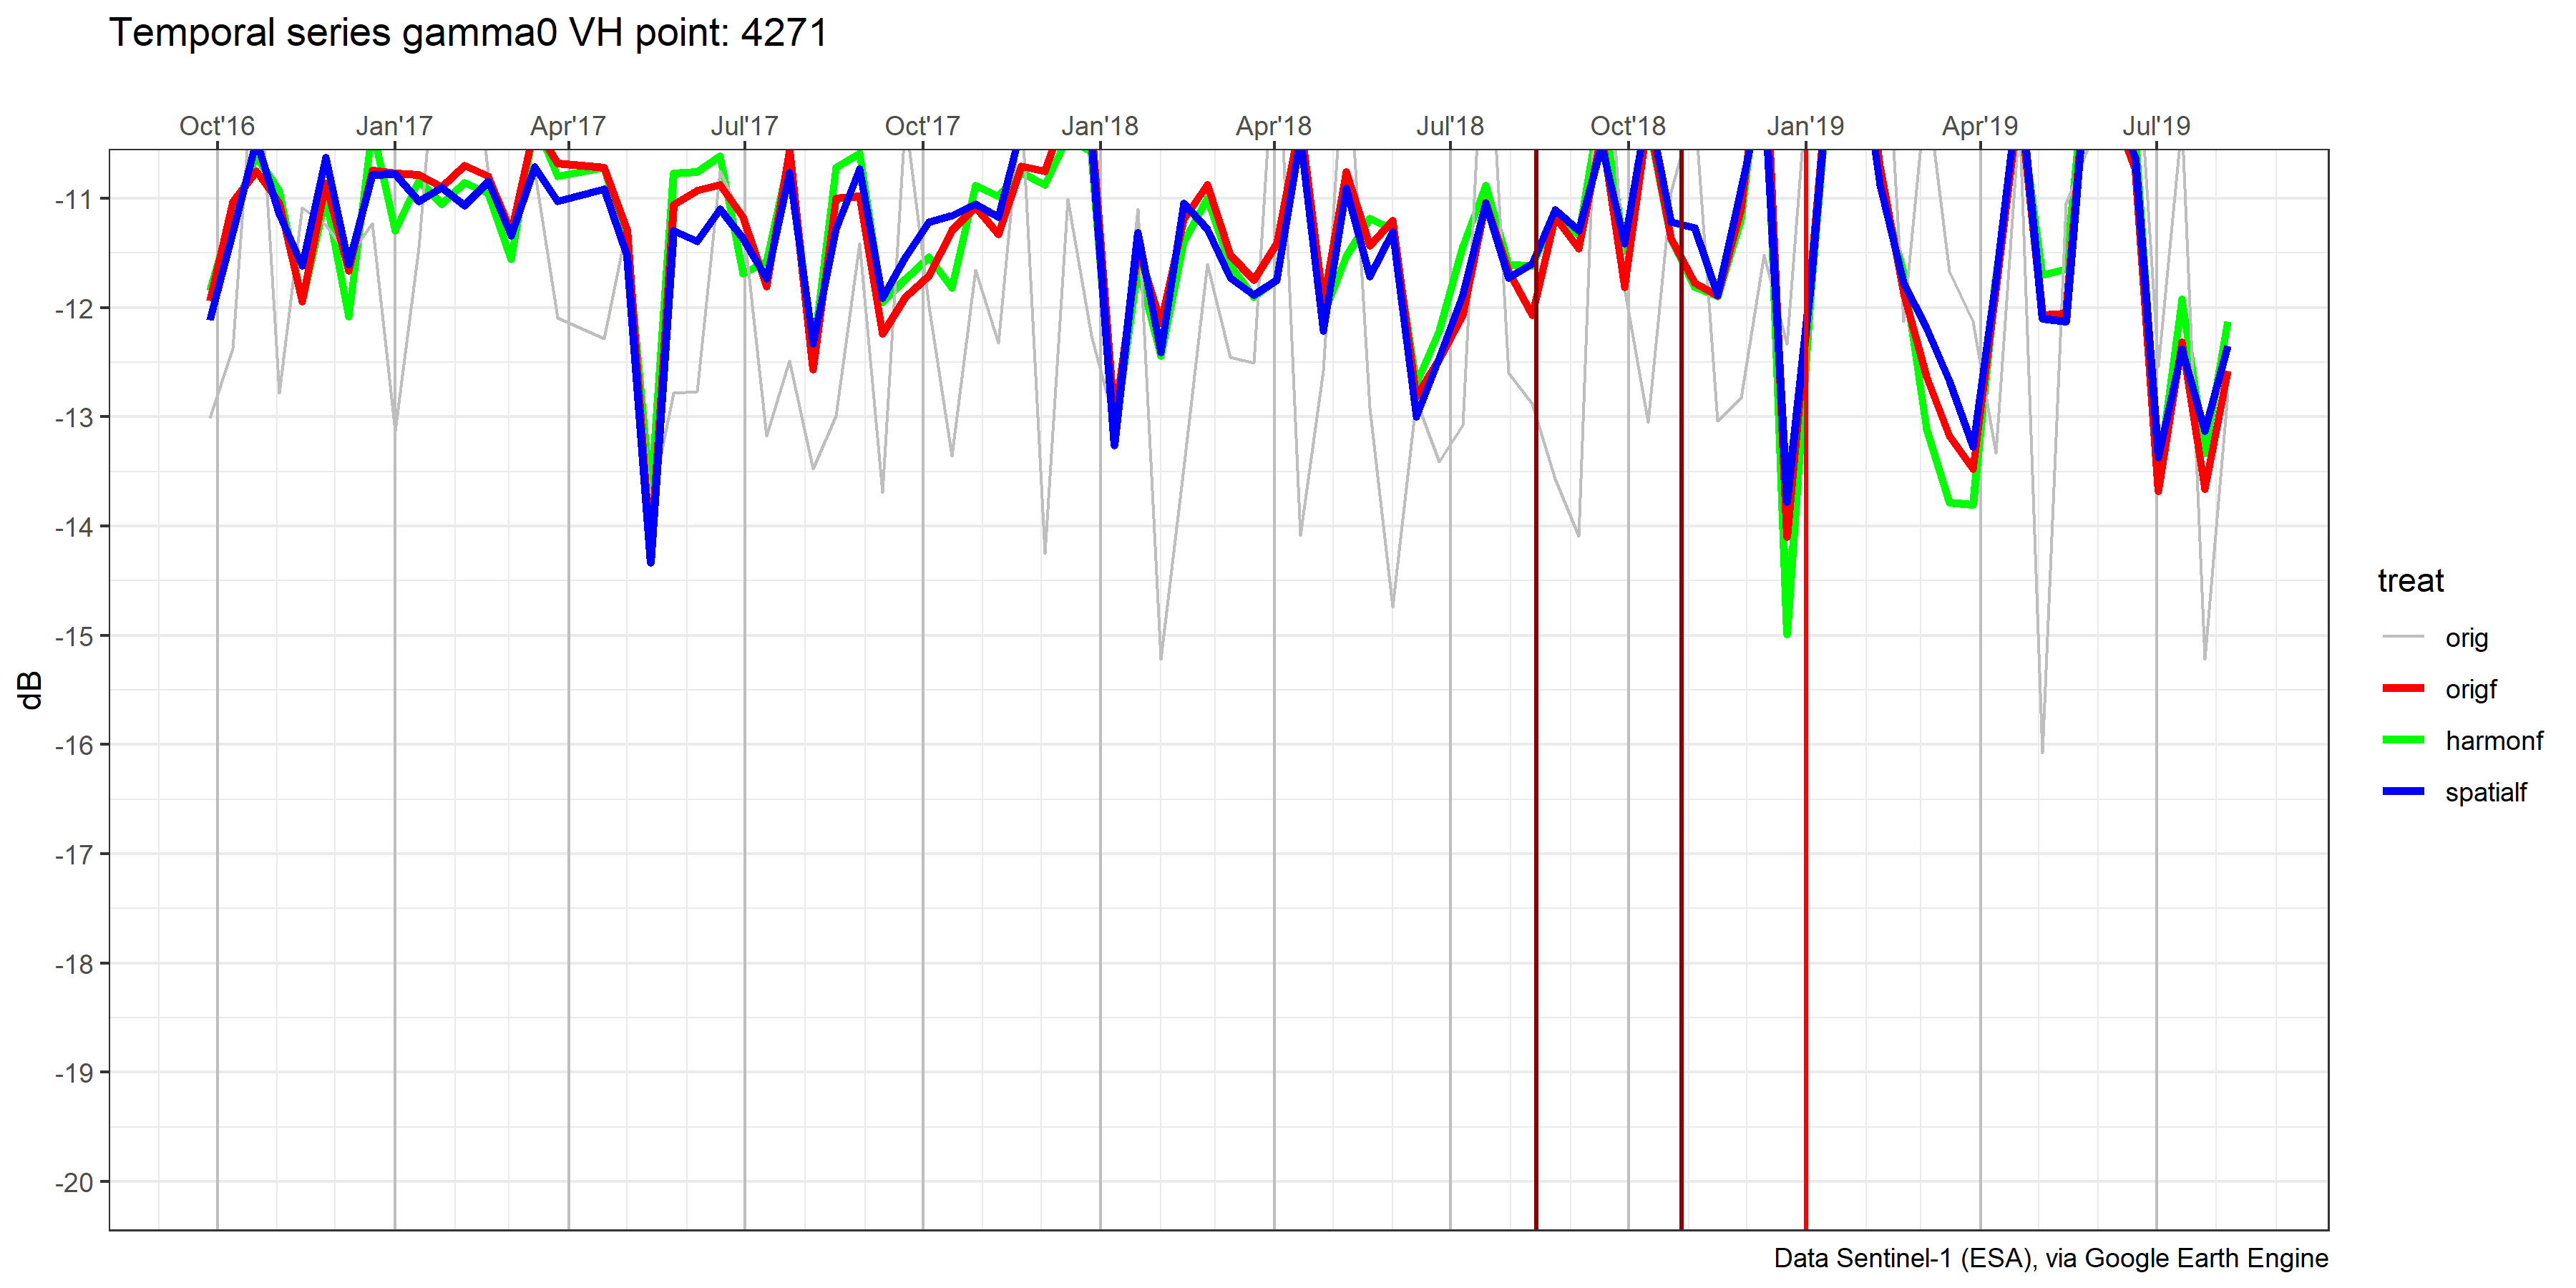 Temporal series gamma0 VH point: 4271
Oct'16 Jan'17 Apr'17 Jul'17 Oct'17 Jan'18 Apr'18 Jul'18 Oct'18 Jan'19 Apr'19 Jul'19
-11
-12
-13
-14
-15
-16
-17
-18
-19
-20
dB
treat
orig
origf
harmonf
spatialf
Data Sentinel-1 (ESA), via Google Earth Engine